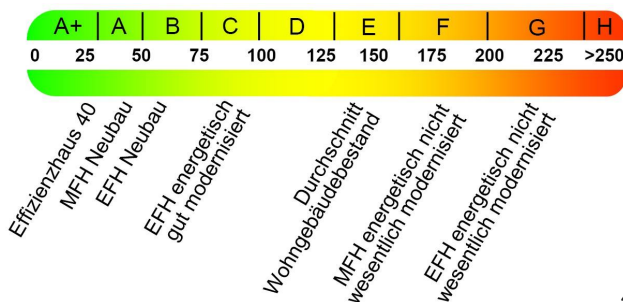 A+ A B C D E F G H
0 25 50 75 100 125 150 175 200 225 >250
Effizienzhaus 40
MFH Neubau
EFH Neubau
EFH energetisch
gut modernisiert
Durchschnitt
Wohngebäudebestand
MFH energetisch nicht
wesentlich modernisiert
EFH energetisch nicht
wesentlich modernisiert